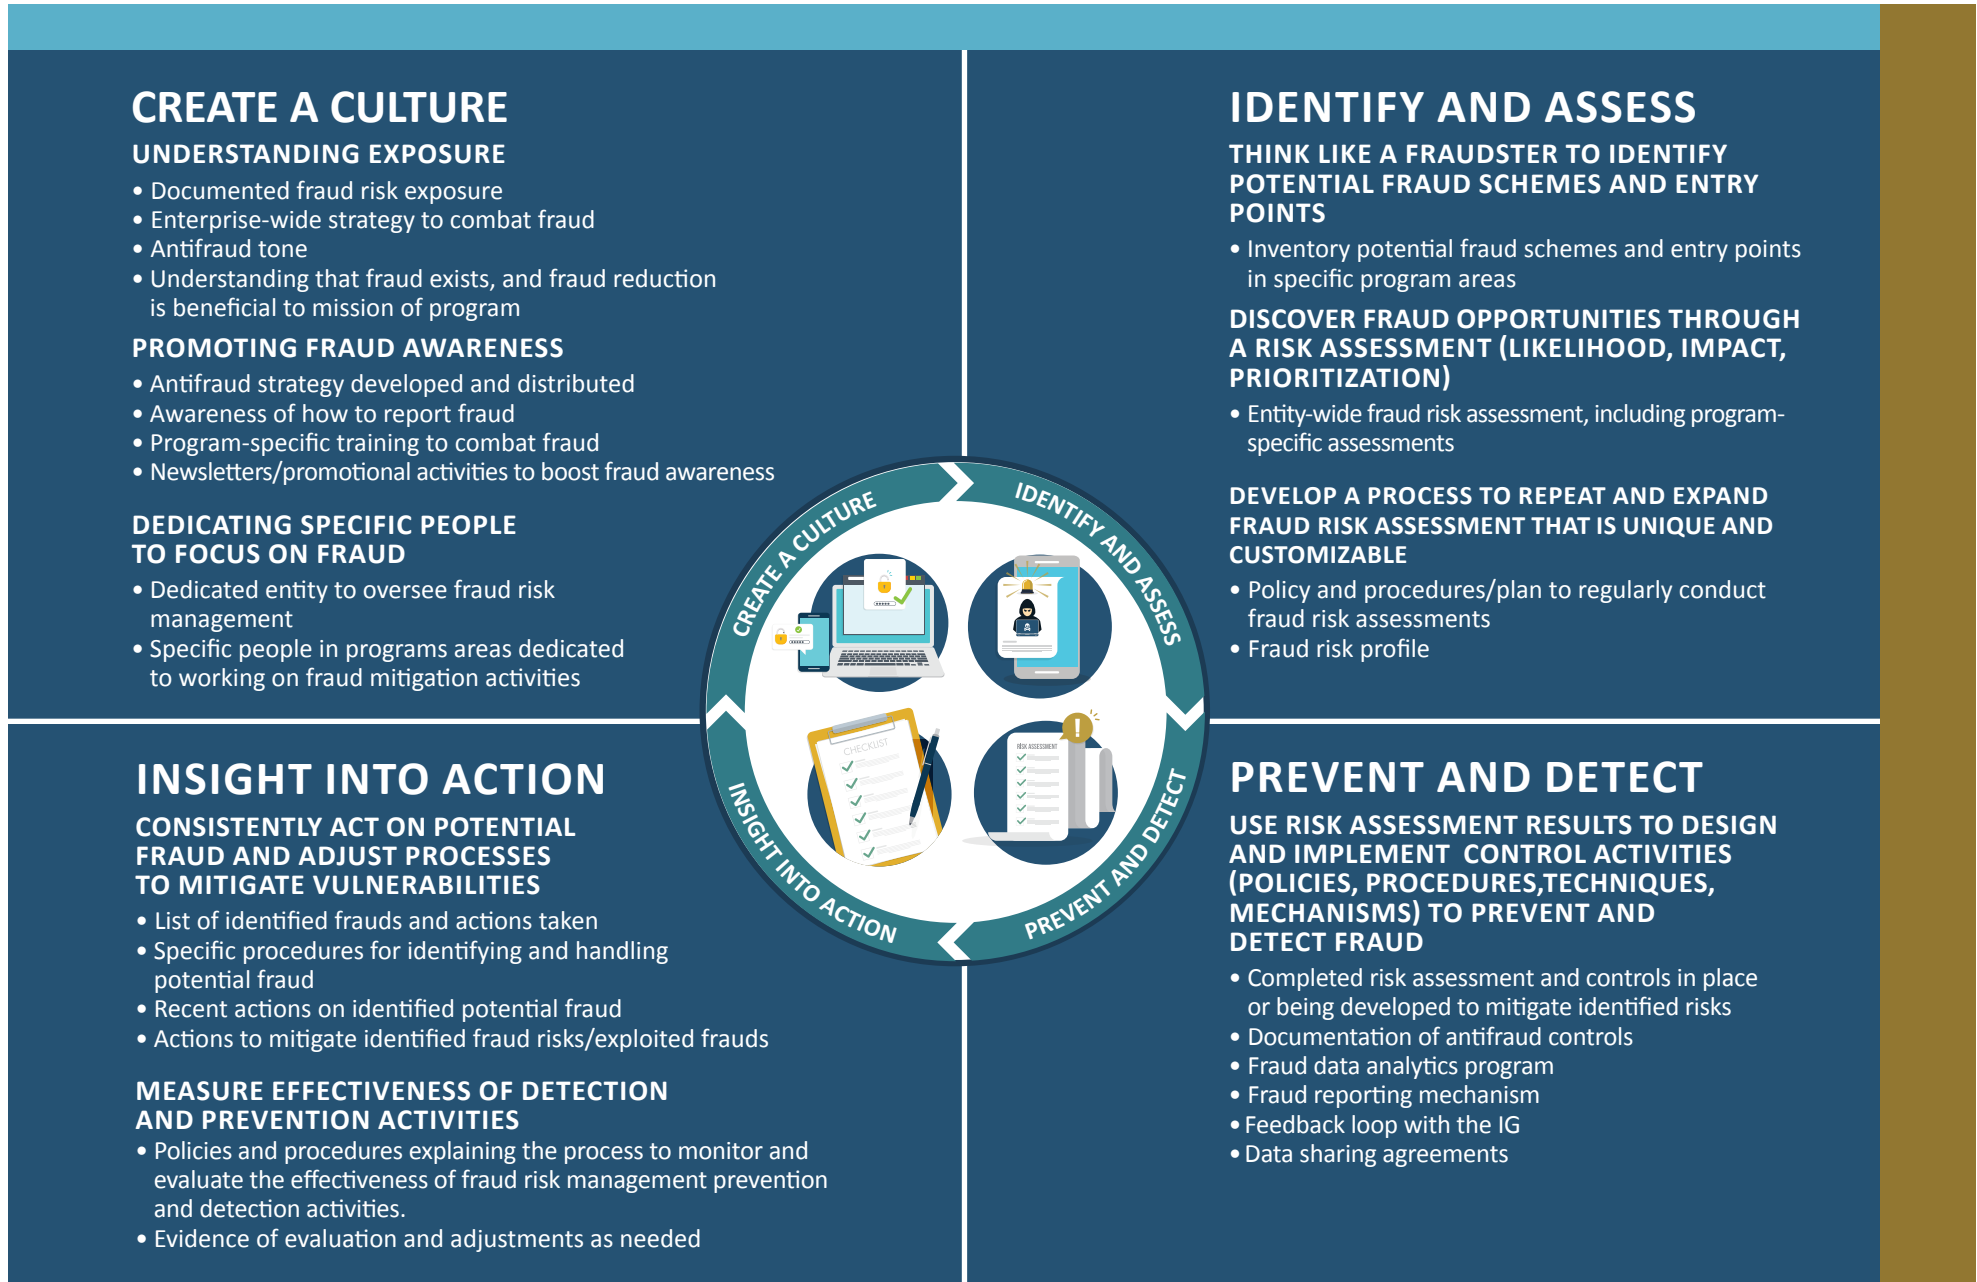 CREATE A CULTURE
UNDERSTANDING EXPOSURE
• Documented fraud risk exposure
• Enterprise-wide strategy to combat fraud
• Antifraud tone
• Understanding that fraud exists, and fraud reduction
is beneficial to mission of program
PROMOTING FRAUD AWARENESS
• Antifraud strategy developed and distributed
• Awareness of how to report fraud
• Program-specific training to combat fraud
• Newsletters/promotional activities to boost fraud awareness
DEDICATING SPECIFIC PEOPLE
TO FOCUS ON FRAUD
• Dedicated entity to oversee fraud risk
management
• Specific people in programs areas dedicated
to working on fraud mitigation activities
IDENTIFY AND ASSESS
THINK LIKE A FRAUDSTER TO IDENTIFY
POTENTIAL FRAUD SCHEMES AND ENTRY
POINTS
• Inventory potential fraud schemes and entry points
in specific program areas
DISCOVER FRAUD OPPORTUNITIES THROUGH
A RISK ASSESSMENT (LIKELIHOOD, IMPACT,
PRIORITIZATION)
• Entity-wide fraud risk assessment, including program-
specific assessments
DEVELOP A PROCESS TO REPEAT AND EXPAND
FRAUD RISK ASSESSMENT THAT IS UNIQUE AND
CUSTOMIZABLE
• Policy and procedures/plan to regularly conduct
fraud risk assessments
• Fraud risk profile
CREATE A CULTURE
IDENTIFY AND ASSESS
INSIGHT INTO ACTION
PREVENT AND DETECT
CHECKLIST
RISK ASSESSMENT
!
INSIGHT INTO ACTION
CONSISTENTLY ACT ON POTENTIAL
FRAUD AND ADJUST PROCESSES
TO MITIGATE VULNERABILITIES
• List of identified frauds and actions taken
• Specific procedures for identifying and handling
potential fraud
• Recent actions on identified potential fraud
• Actions to mitigate identified fraud risks/exploited frauds
MEASURE EFFECTIVENESS OF DETECTION
AND PREVENTION ACTIVITIES
• Policies and procedures explaining the process to monitor and
evaluate the effectiveness of fraud risk management prevention
and detection activities.
• Evidence of evaluation and adjustments as needed
PREVENT AND DETECT
USE RISK ASSESSMENT RESULTS TO DESIGN
AND IMPLEMENT CONTROL ACTIVITIES
(POLICIES, PROCEDURES,TECHNIQUES,
MECHANISMS) TO PREVENT AND
DETECT FRAUD
• Completed risk assessment and controls in place
or being developed to mitigate identified risks
• Documentation of antifraud controls
• Fraud data analytics program
• Fraud reporting mechanism
• Feedback loop with the IG
• Data sharing agreements